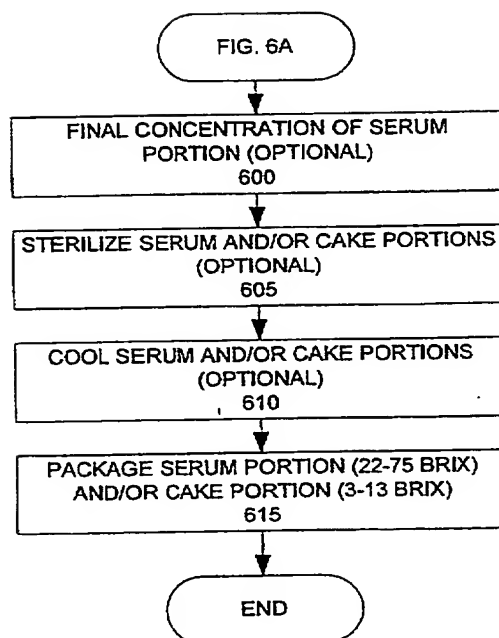 FIG. 6A
FINAL CONCENTRATION OF SERUM
PORTION (OPTIONAL)
600
STERILIZE SERUM AND/OR CAKE PORTIONS
(OPTIONAL)
605
COOL SERUM AND/OR CAKE PORTIONS
(OPTIONAL)
610
PACKAGE SERUM PORTION (22-75 BRIX)
AND/OR CAKE PORTION (3-13 BRIX)
615
END